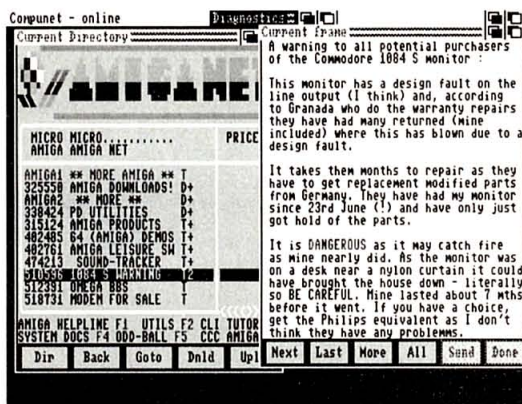 Compunet - online
Diagnostics
Current Directory
AMIGANET
MICRO MICRO........... PRICE
AMIGA AMIGA NET
AMIGA1 ** MORE AMIGA ** T
325550 AMIGA DOWNLOADS! D+
AMIGA2 ** MORE ** D+
338424 PD UTILITIES D+
315124 AMIGA PRODUCTS T+
402485 64 (AMIGA) DEMOS T+
402761 AMIGA LEISURE SW T+
474213 SOUND-TRACKER T+
510596 1084 S WARNING T2
512391 OMEGA BBS T
518731 MODEM FOR SALE T
AMIGA HELPLINE F1 UTILS F2 CLI TUTOR
SYSTEM DOCS F4 ODD-BALL F5 CCC AMIGA
Dir Back Goto Dnld Upl
Current frame
A warning to all potential purchasers
of the Commodore 1084 S monitor :
This monitor has a design fault on the
line output (I think) and, according
to Granada who do the warranty repairs
they have had many returned (mine
included) where this has blown due to a
design fault.
It takes them months to repair as they
have to get replacement modified parts
from Germany. They have had my monitor
since 23rd June (!) and have only just
got hold of the parts.
It is DANGEROUS as it may catch fire
as mine nearly did. As the monitor was
on a desk near a nylon curtain it could
have brought the house down - literally
so BE CAREFUL. Mine lasted about 7 mths
before it went. If you have a choice,
get the Philips equivalent as I don't
think they have any problemms.
Next Last More All Send Done